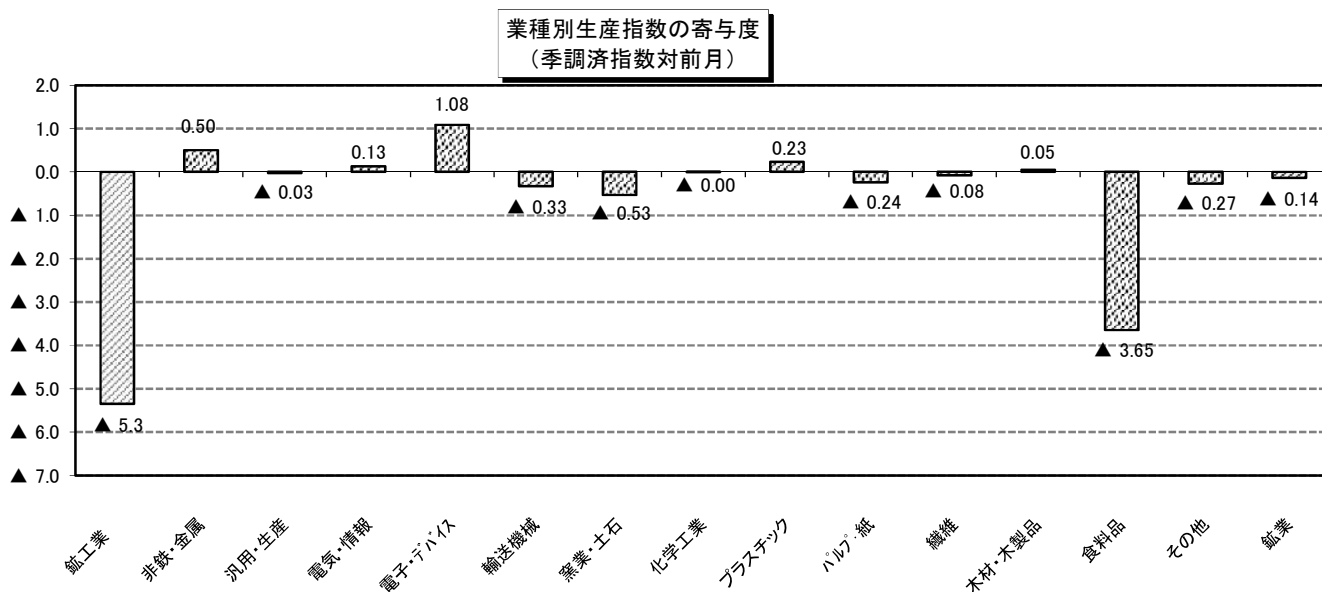 業種別生産指数の寄与度
（季調済指数対前月）
2.0
1.0
0.0
▲ 1.0
▲ 2.0
▲ 3.0
▲ 4.0
▲ 5.0
▲ 6.0
▲ 7.0
▲ 5.3
0.50
▲ 0.03
0.13
1.08
▲ 0.33
▲ 0.53
▲ 0.00
0.23
▲ 0.24
▲ 0.08
0.05
▲ 3.65
▲ 0.27
▲ 0.14
鉱工業
非鉄・金属
汎用・生産
電気・情報
電子・ﾃﾞﾊﾞｲｽ
輸送機械
窯業・土石
化学工業
プラスチック
ﾊﾟﾙﾌﾟ・紙
繊維
木材・木製品
食料品
その他
鉱業